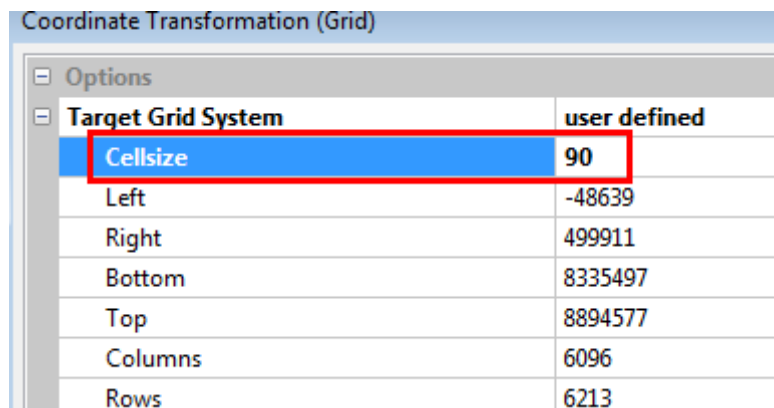 Coordinate Transformation (Grid)
Options
Target Grid System user defined
Cellsize 90
Left -48639
Right 499911
Bottom 8335497
Top 8894577
Columns 6096
Rows 6213